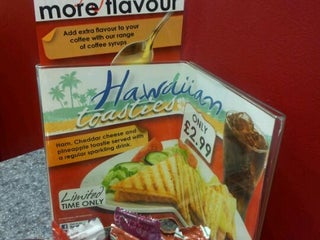 more flavour
Add extra flavour to your
coffee with our range
of coffee syrups
Hawaiian
toasties
Ham, Cheddar cheese and
pineapple toastie served with
a regular sparkling drink.
ONLY
£2.99
Limited
TIME ONLY